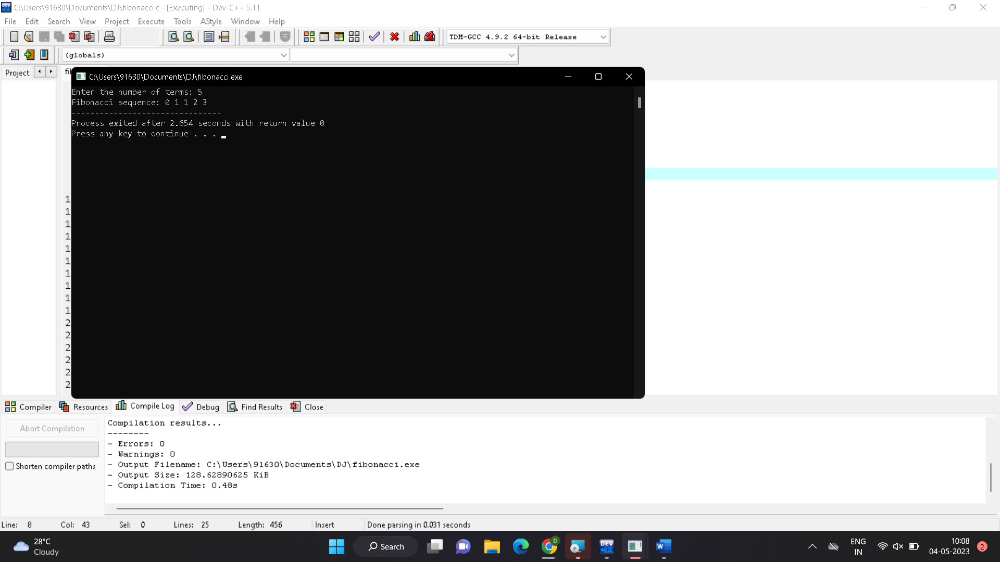 C:\Users\91630\Documents\DJ\fibonacci.c - [Executing] - Dev-C++ 5.11
File Edit Search View Project Execute Tools AStyle Window Help
TDM-GCC 4.9.2 64-bit Release
(globals)
Project
C:\Users\91630\Documents\DJ\fibonacci.exe
Enter the number of terms: 5
Fibonacci sequence: 0 1 1 2 3
--------------------------------
Process exited after 2.654 seconds with return value 0
Press any key to continue . . .
Compiler Resources Compile Log Debug Find Results Close
Abort Compilation
Shorten compiler paths
Compilation results...
--------
- Errors: 0
- Warnings: 0
- Output Filename: C:\Users\91630\Documents\DJ\fibonacci.exe
- Output Size: 128.62890625 KiB
- Compilation Time: 0.48s
Line: 8 Col: 43 Sel: 0 Lines: 25 Length: 456 Insert Done parsing in 0.031 seconds
28°C
Cloudy
Search
ENG
IN
10:08
04-05-2023
2